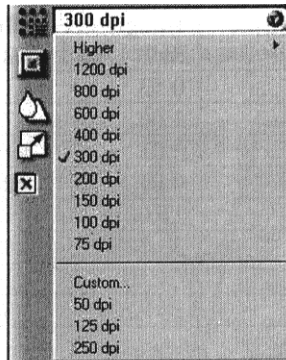 300 dpi
Higher
1200 dpi
800 dpi
600 dpi
400 dpi
300 dpi
200 dpi
150 dpi
100 dpi
75 dpi
Custom...
50 dpi
125 dpi
250 dpi